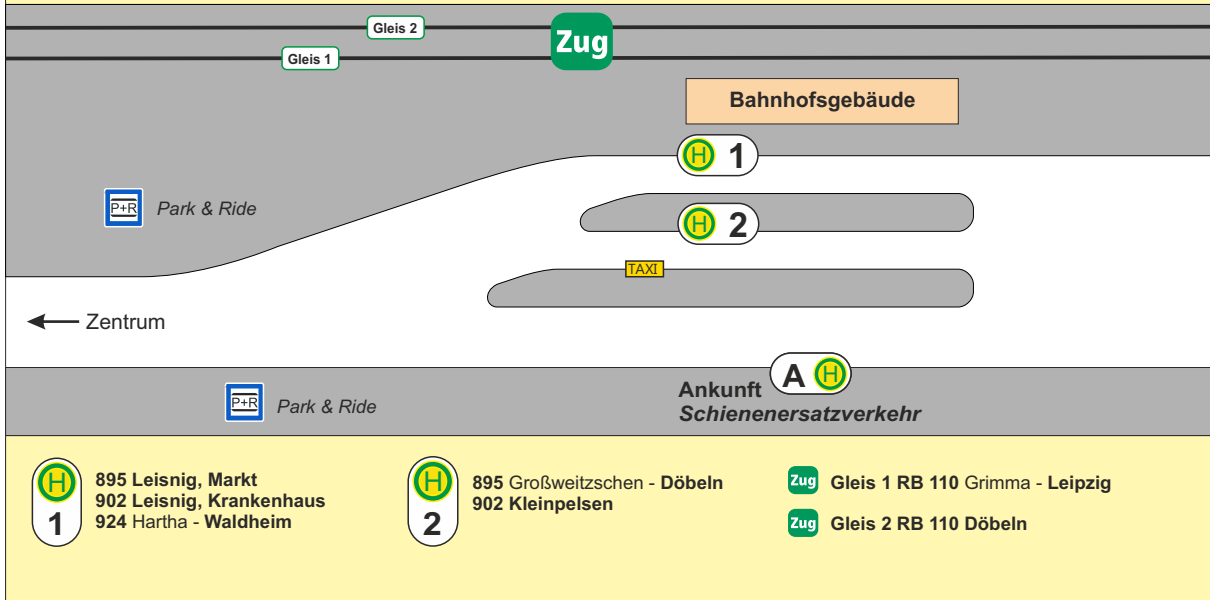 Gleis 2
Zug
Gleis 1
Bahnhofsgebäude
H 1
P+R Park & Ride
H 2
TAXI
Zentrum
A H
Ankunft
Schienenersatzverkehr
P+R Park & Ride
H
1
895 Leisnig, Markt
902 Leisnig, Krankenhaus
924 Hartha - Waldheim
H
2
895 Großweitzschen - Döbeln
902 Kleinpelsen
Zug Gleis 1 RB 110 Grimma - Leipzig
Zug Gleis 2 RB 110 Döbeln